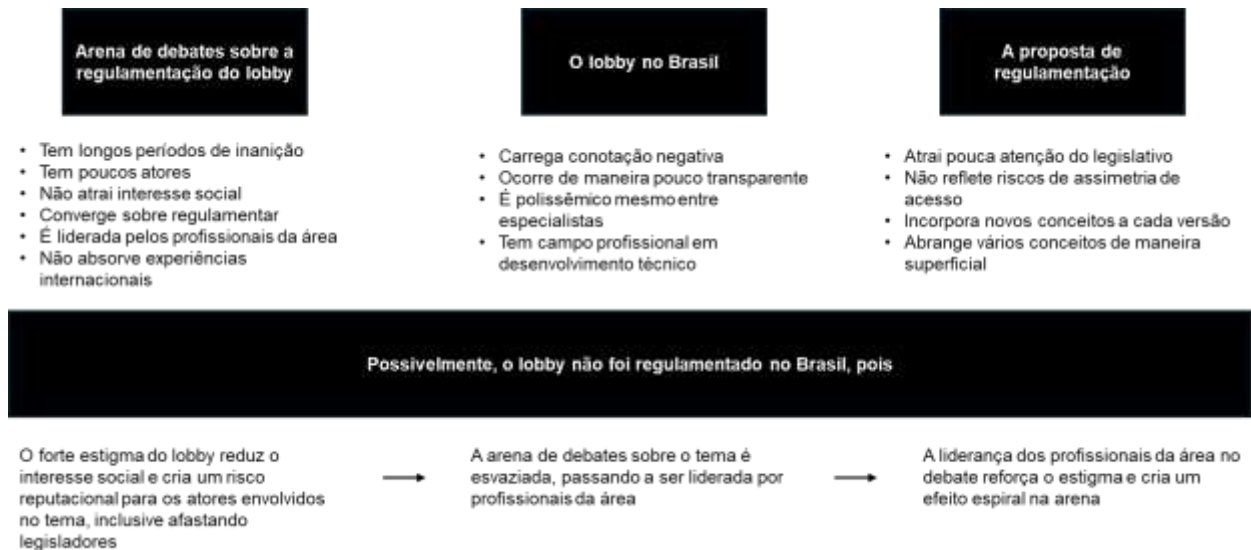 Arena de debates sobre a
regulamentação do lobby
O lobby no Brasil
A proposta de
regulamentação
• Tem longos períodos de inanição
• Tem poucos atores
• Não atrai interesse social
• Converge sobre regulamentar
• É liderada pelos profissionais da área
• Não absorve experiências
internacionais
• Carrega conotação negativa
• Ocorre de maneira pouco transparente
• É polissêmico mesmo entre
especialistas
• Tem campo profissional em
desenvolvimento técnico
• Atrai pouca atenção do legislativo
• Não reflete riscos de assimetria de
acesso
• Incorpora novos conceitos a cada versão
• Abrange vários conceitos de maneira
superficial
Possivelmente, o lobby não foi regulamentado no Brasil, pois
O forte estigma do lobby reduz o
interesse social e cria um risco
reputacional para os atores envolvidos
no tema, inclusive afastando
legisladores
A arena de debates sobre o tema é
esvaziada, passando a ser liderada por
profissionais da área
A liderança dos profissionais da área no
debate reforça o estigma e cria um
efeito espiral na arena